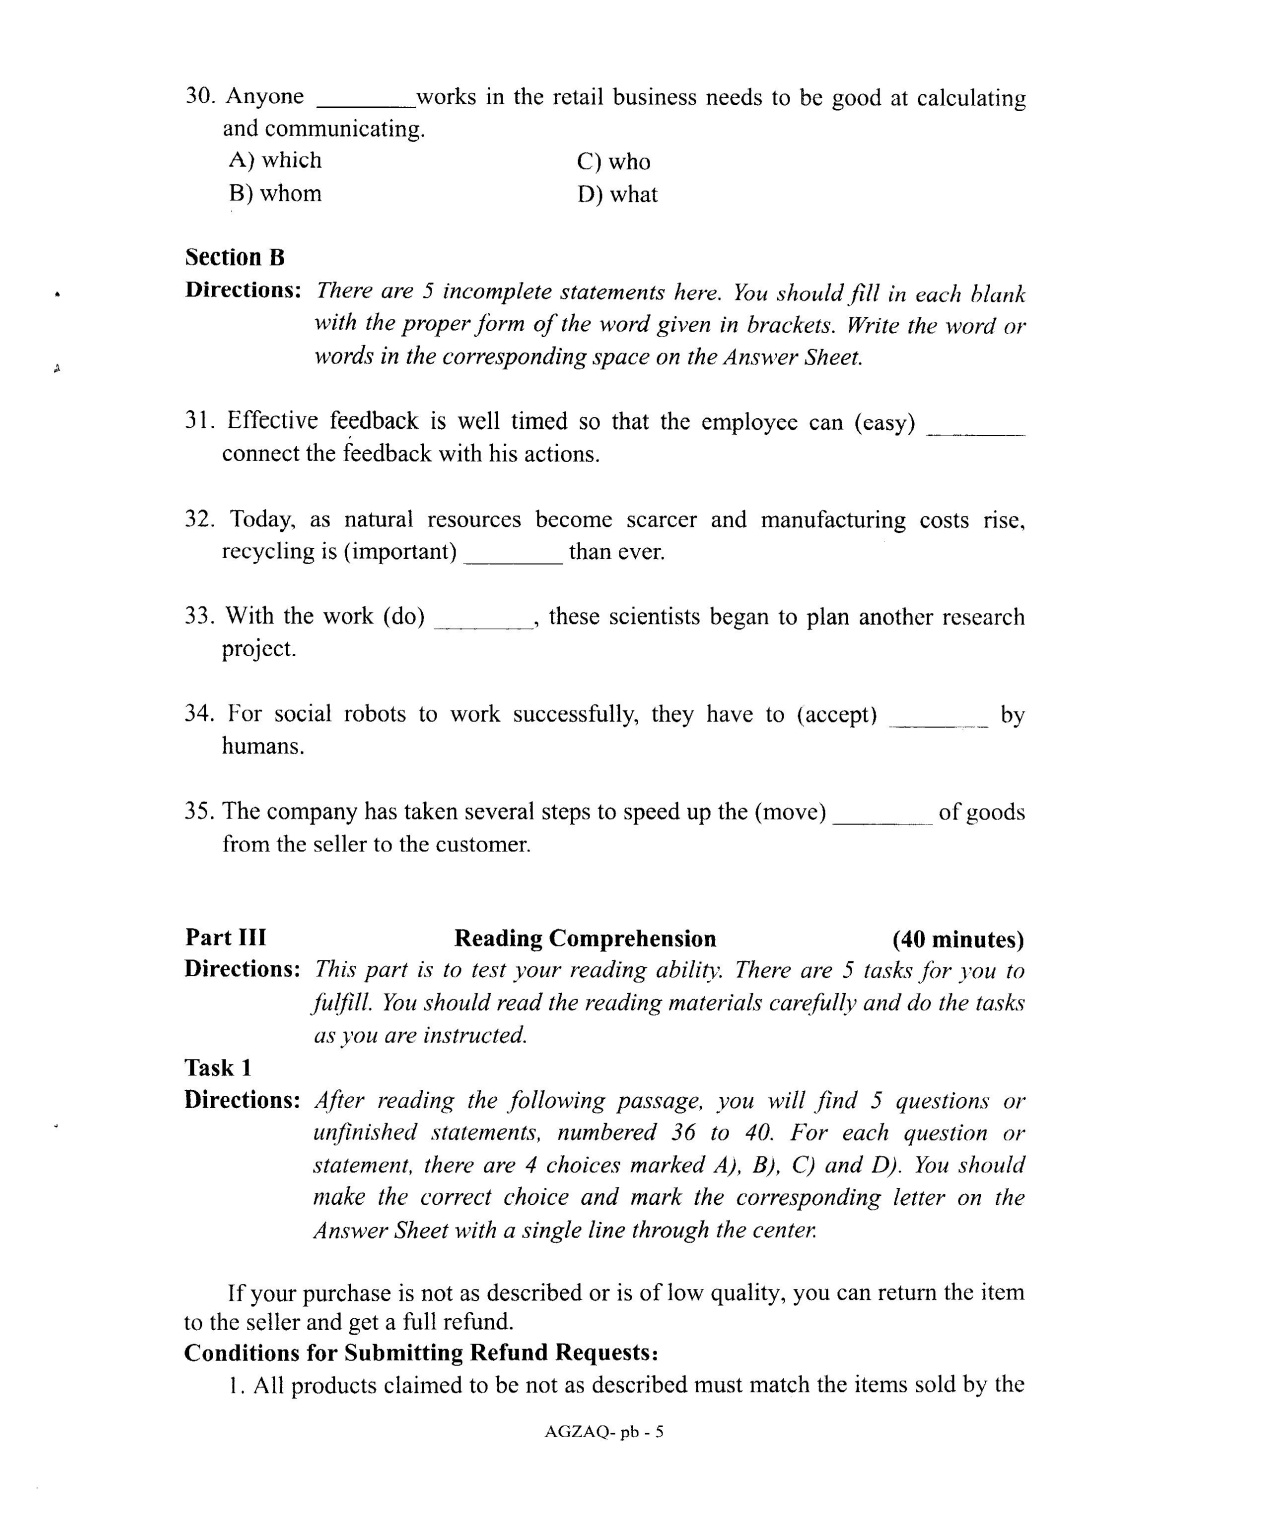 30. Anyone ________works in the retail business needs to be good at calculating
and communicating.
A) which
C) who
B) whom
D) what
Section B
Directions: There are 5 incomplete statements here. You should fill in each blank
with the proper form of the word given in brackets. Write the word or
words in the corresponding space on the Answer Sheet.
31. Effective feedback is well timed so that the employee can (easy) ________
connect the feedback with his actions.
32. Today, as natural resources become scarcer and manufacturing costs rise,
recycling is (important) ________ than ever.
33. With the work (do) ________, these scientists began to plan another research
project.
34. For social robots to work successfully, they have to (accept) ________ by
humans.
35. The company has taken several steps to speed up the (move) ________ of goods
from the seller to the customer.
Part III Reading Comprehension (40 minutes)
Directions: This part is to test your reading ability. There are 5 tasks for you to
fulfill. You should read the reading materials carefully and do the tasks
as you are instructed.
Task 1
Directions: After reading the following passage, you will find 5 questions or
unfinished statements, numbered 36 to 40. For each question or
statement, there are 4 choices marked A), B), C) and D). You should
make the correct choice and mark the corresponding letter on the
Answer Sheet with a single line through the center.
If your purchase is not as described or is of low quality, you can return the item
to the seller and get a full refund.
Conditions for Submitting Refund Requests:
1. All products claimed to be not as described must match the items sold by the
AGZAQ- pb - 5